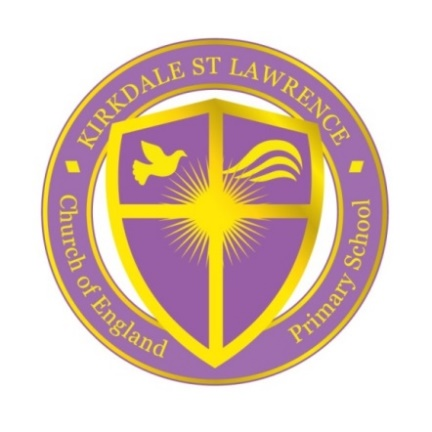 KIRKDALE ST LAWRENCE
Church of England
Primary School